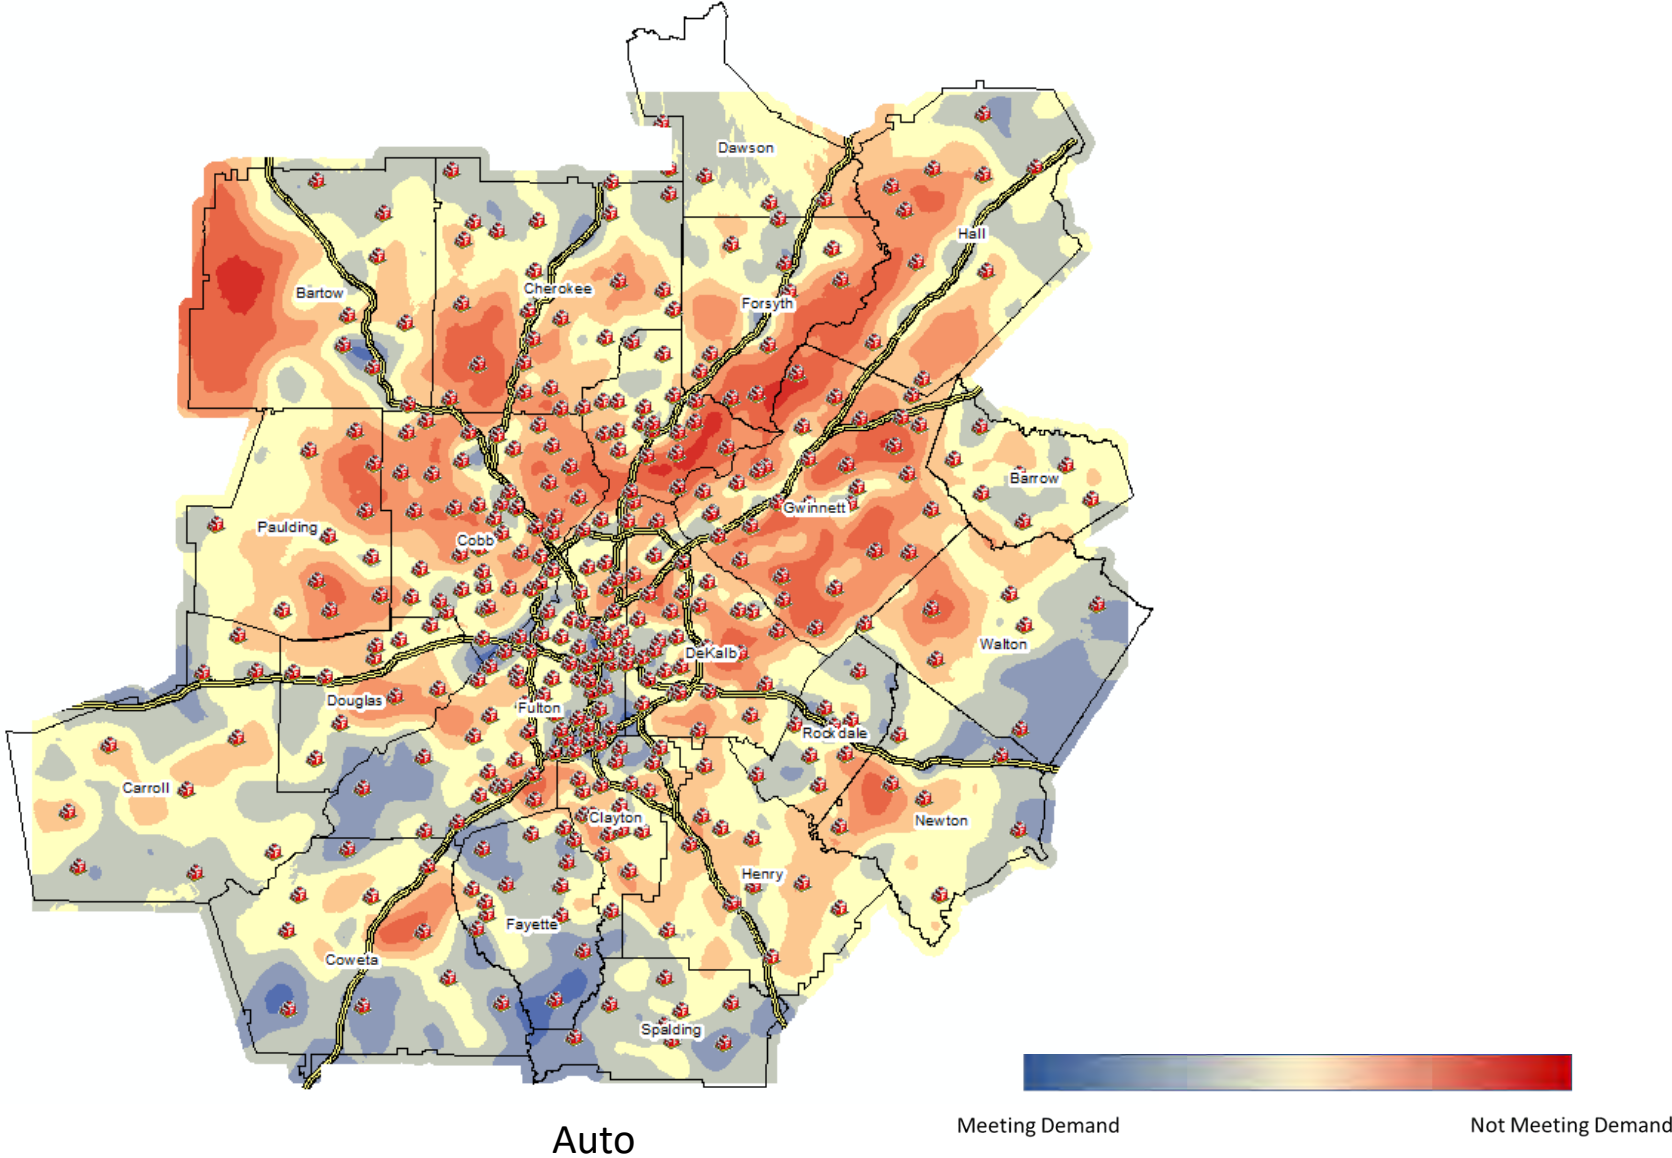 Dawson
Hall
Bartow
Cherokee
Forsyth
Barrow
Gwinnett
Paulding
Cobb
Walton
DeKalb
Douglas
Fulton
Rockdale
Carroll
Clayton
Newton
Henry
Fayette
Coweta
Spalding
Meeting Demand
Not Meeting Demand
Auto